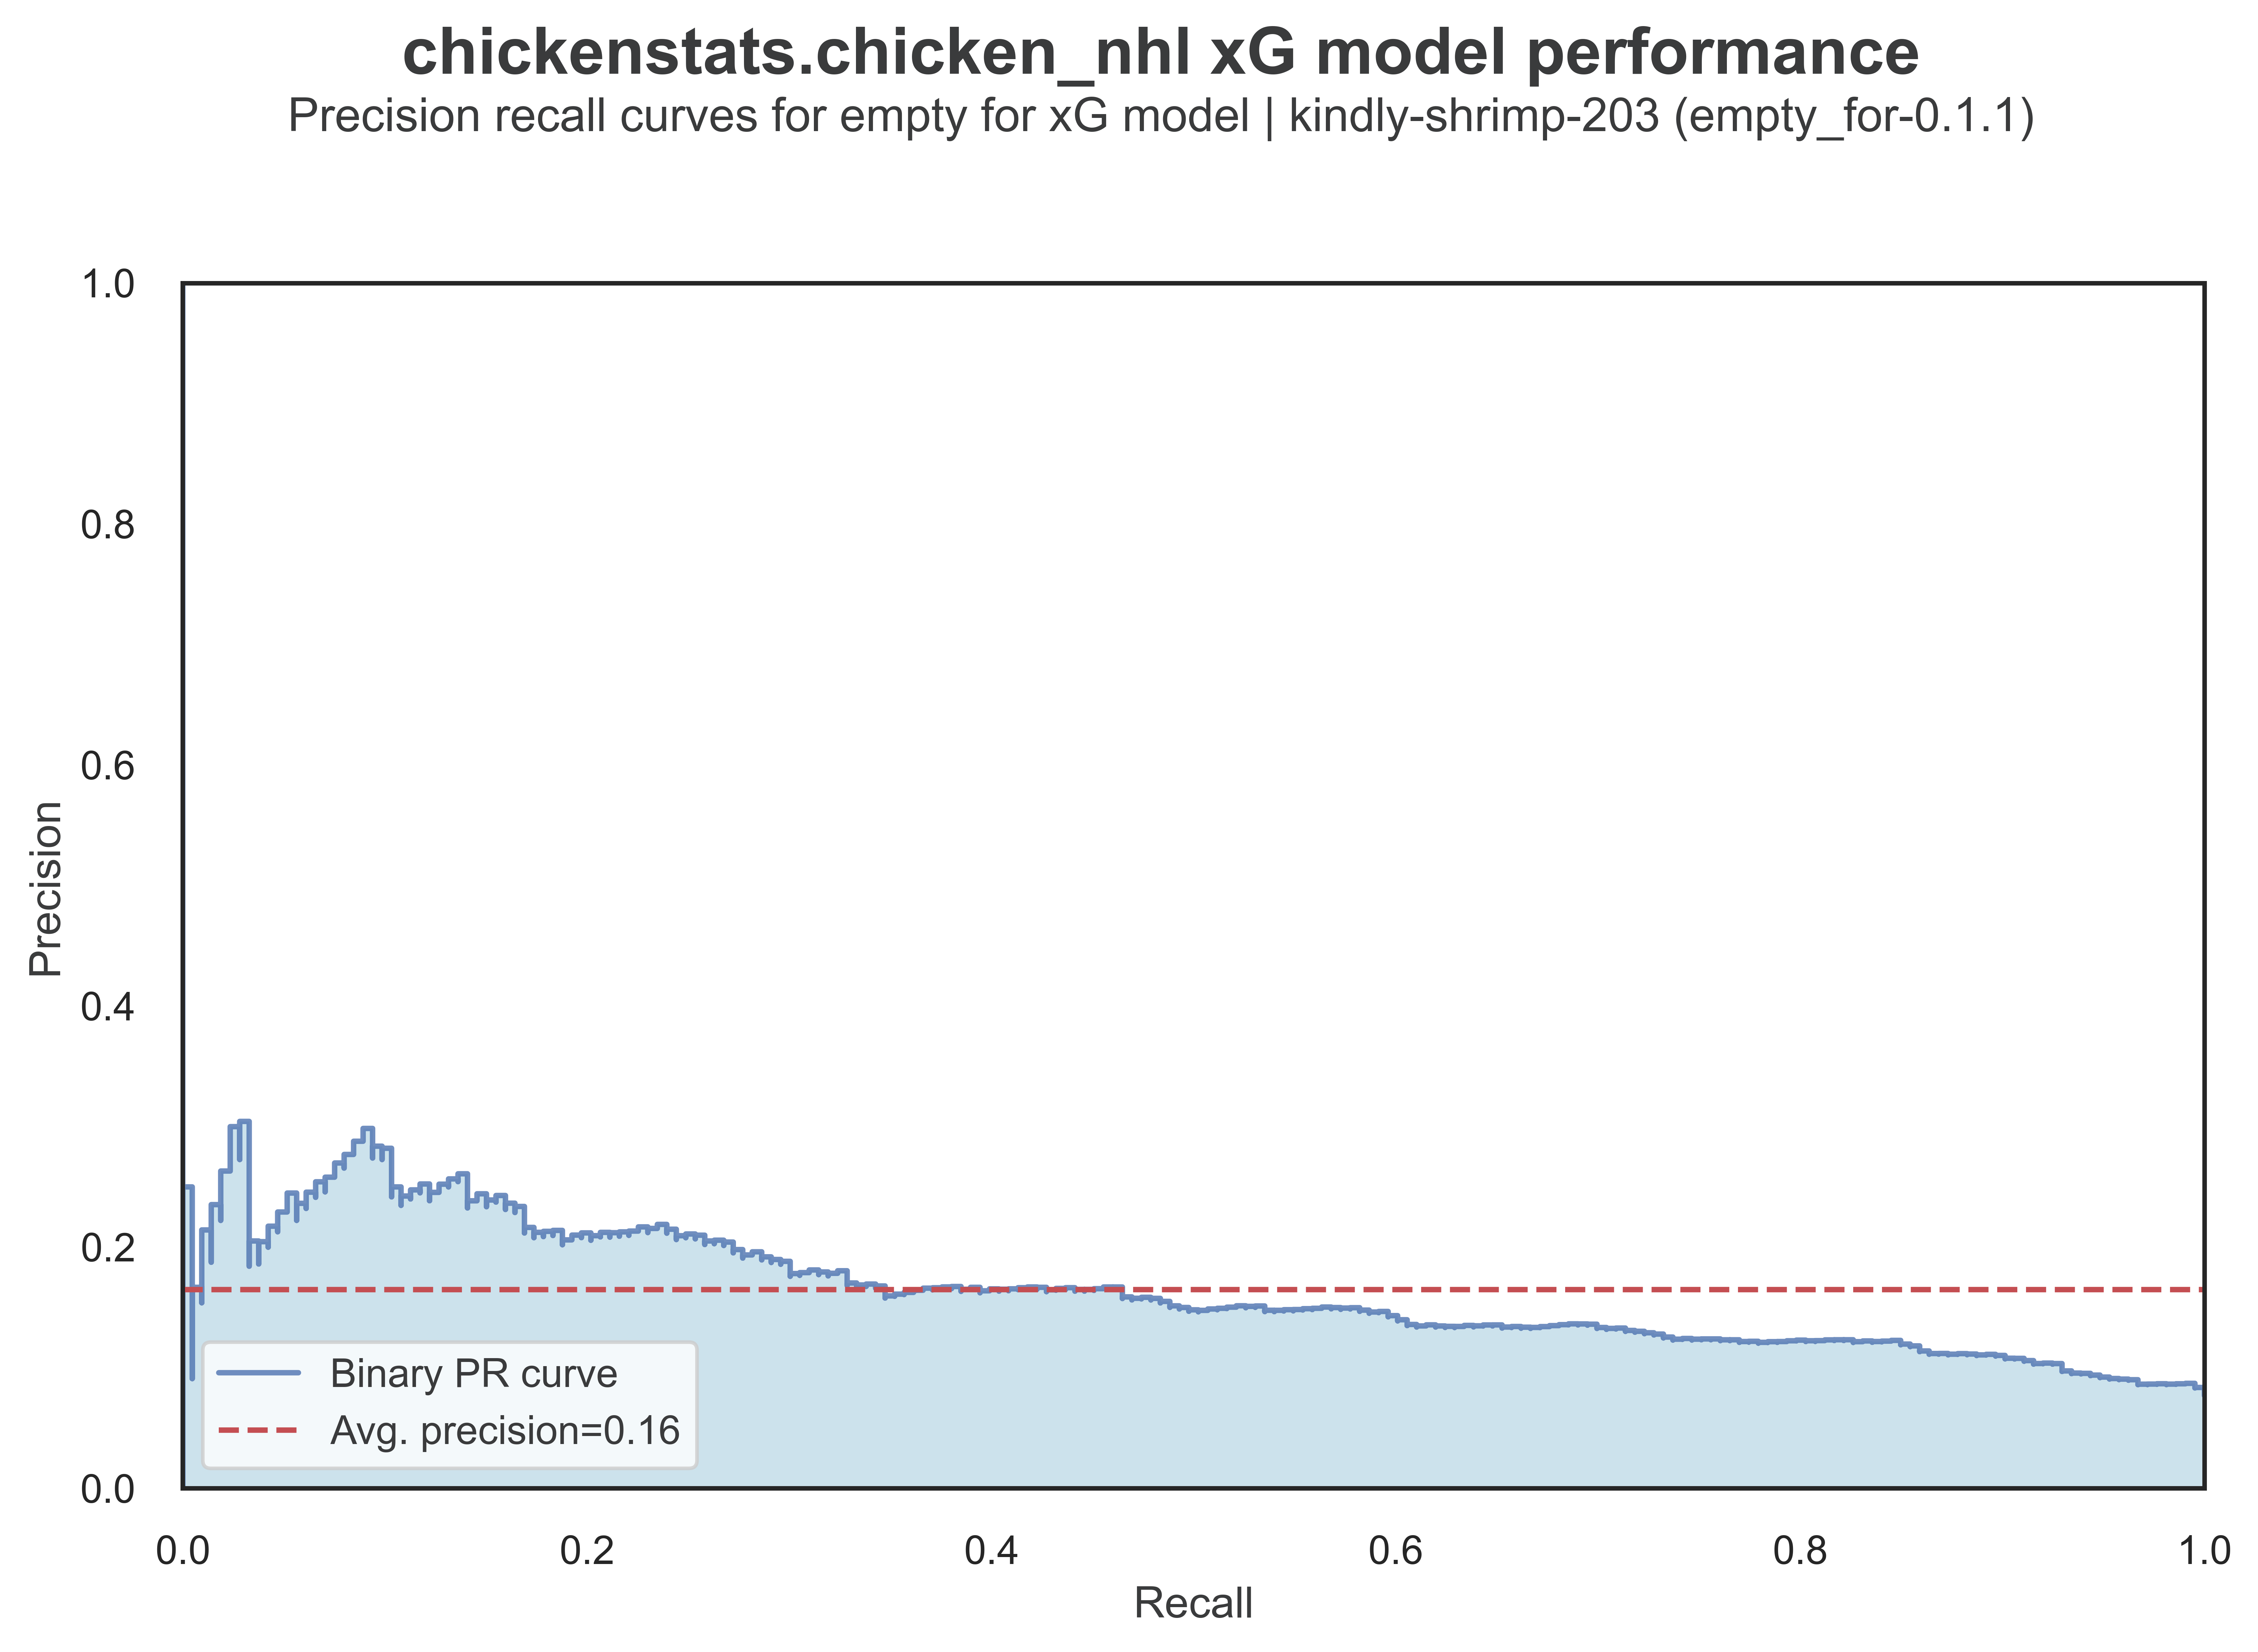 chickenstats.chicken_nhl xG model performance
Precision recall curves for empty for xG model | kindly-shrimp-203 (empty_for-0.1.1)
1.0
0.8
0.6
0.4
0.2
0.0
Precision
Binary PR curve
Avg. precision=0.16
0.0 0.2 0.4 0.6 0.8 1.0
Recall